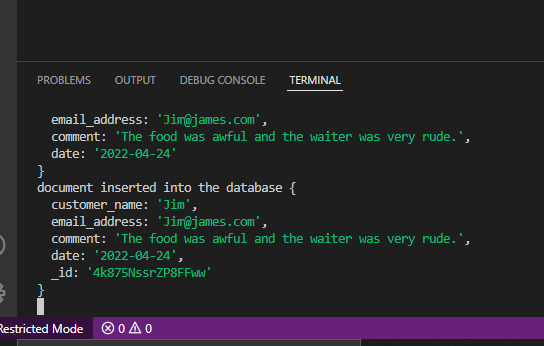 PROBLEMS OUTPUT DEBUG CONSOLE TERMINAL
email_address: 'Jim@james.com',
comment: 'The food was awful and the waiter was very rude.',
date: '2022-04-24'
}
document inserted into the database {
customer_name: 'Jim',
email_address: 'Jim@james.com',
comment: 'The food was awful and the waiter was very rude.',
date: '2022-04-24',
_id: '4k875NssrZP8FFww'
}
Restricted Mode 0 0